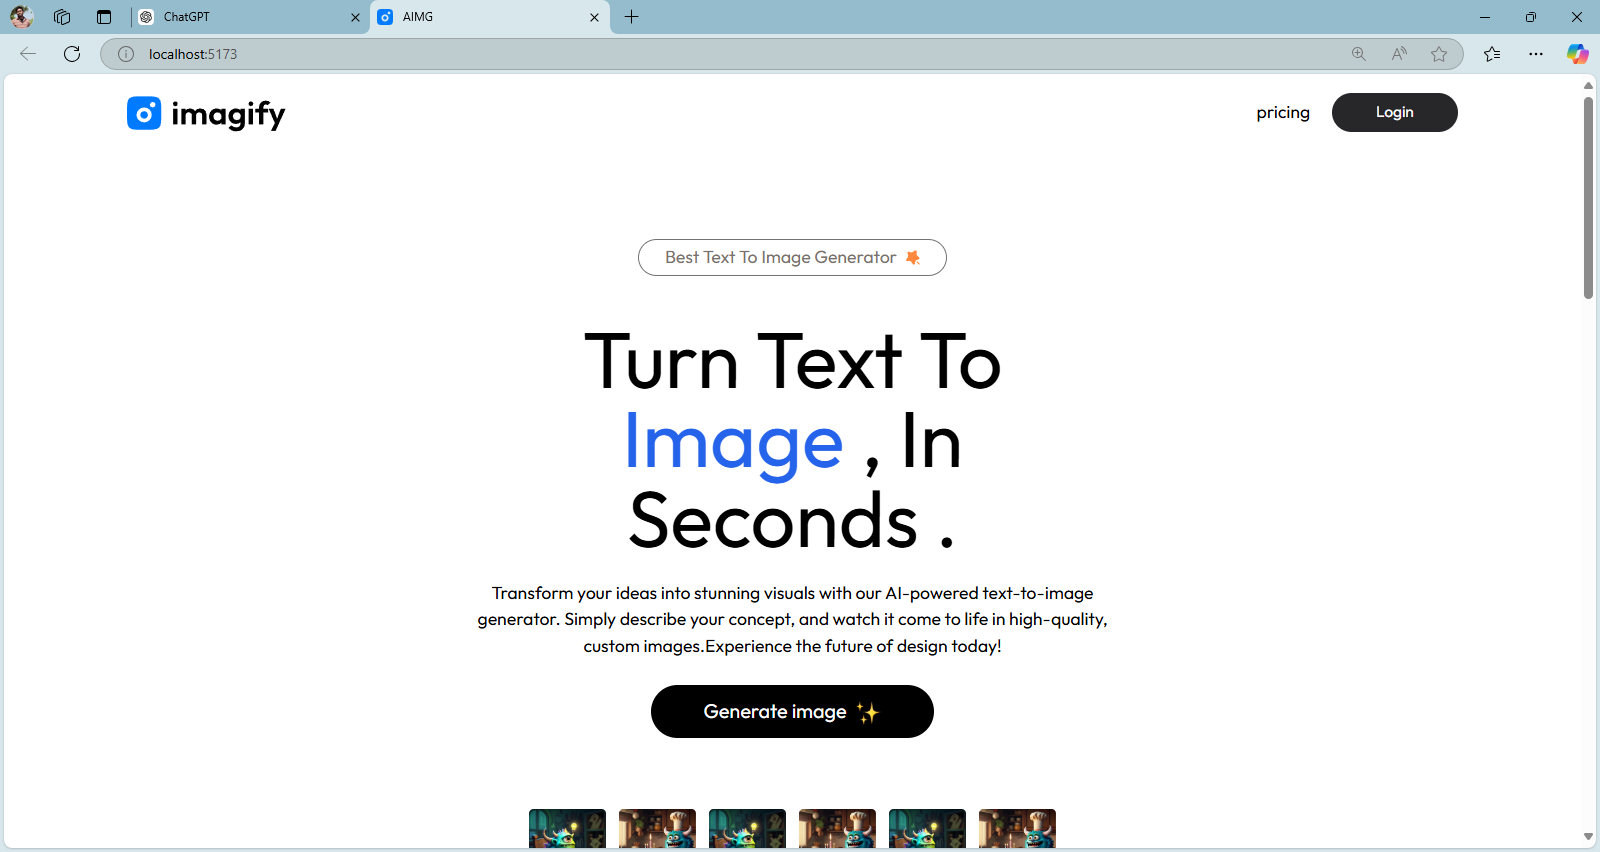 ChatGPT
AIMG
localhost:5173
imagify
pricing
Login
Best Text To Image Generator
Turn Text To
Image , In
Seconds .
Transform your ideas into stunning visuals with our AI-powered text-to-image
generator. Simply describe your concept, and watch it come to life in high-quality,
custom images.Experience the future of design today!
Generate image